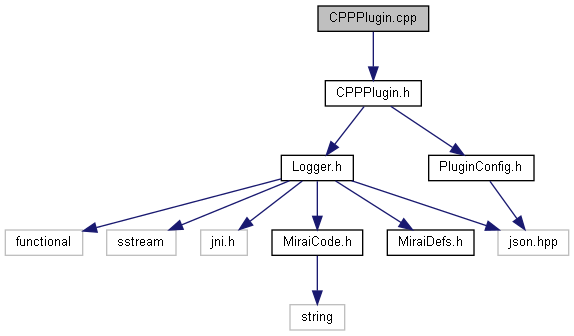 CPPPlugin.cpp
CPPPlugin.h
Logger.h
PluginConfig.h
functional
sstream
jni.h
MiraiCode.h
MiraiDefs.h
json.hpp
string